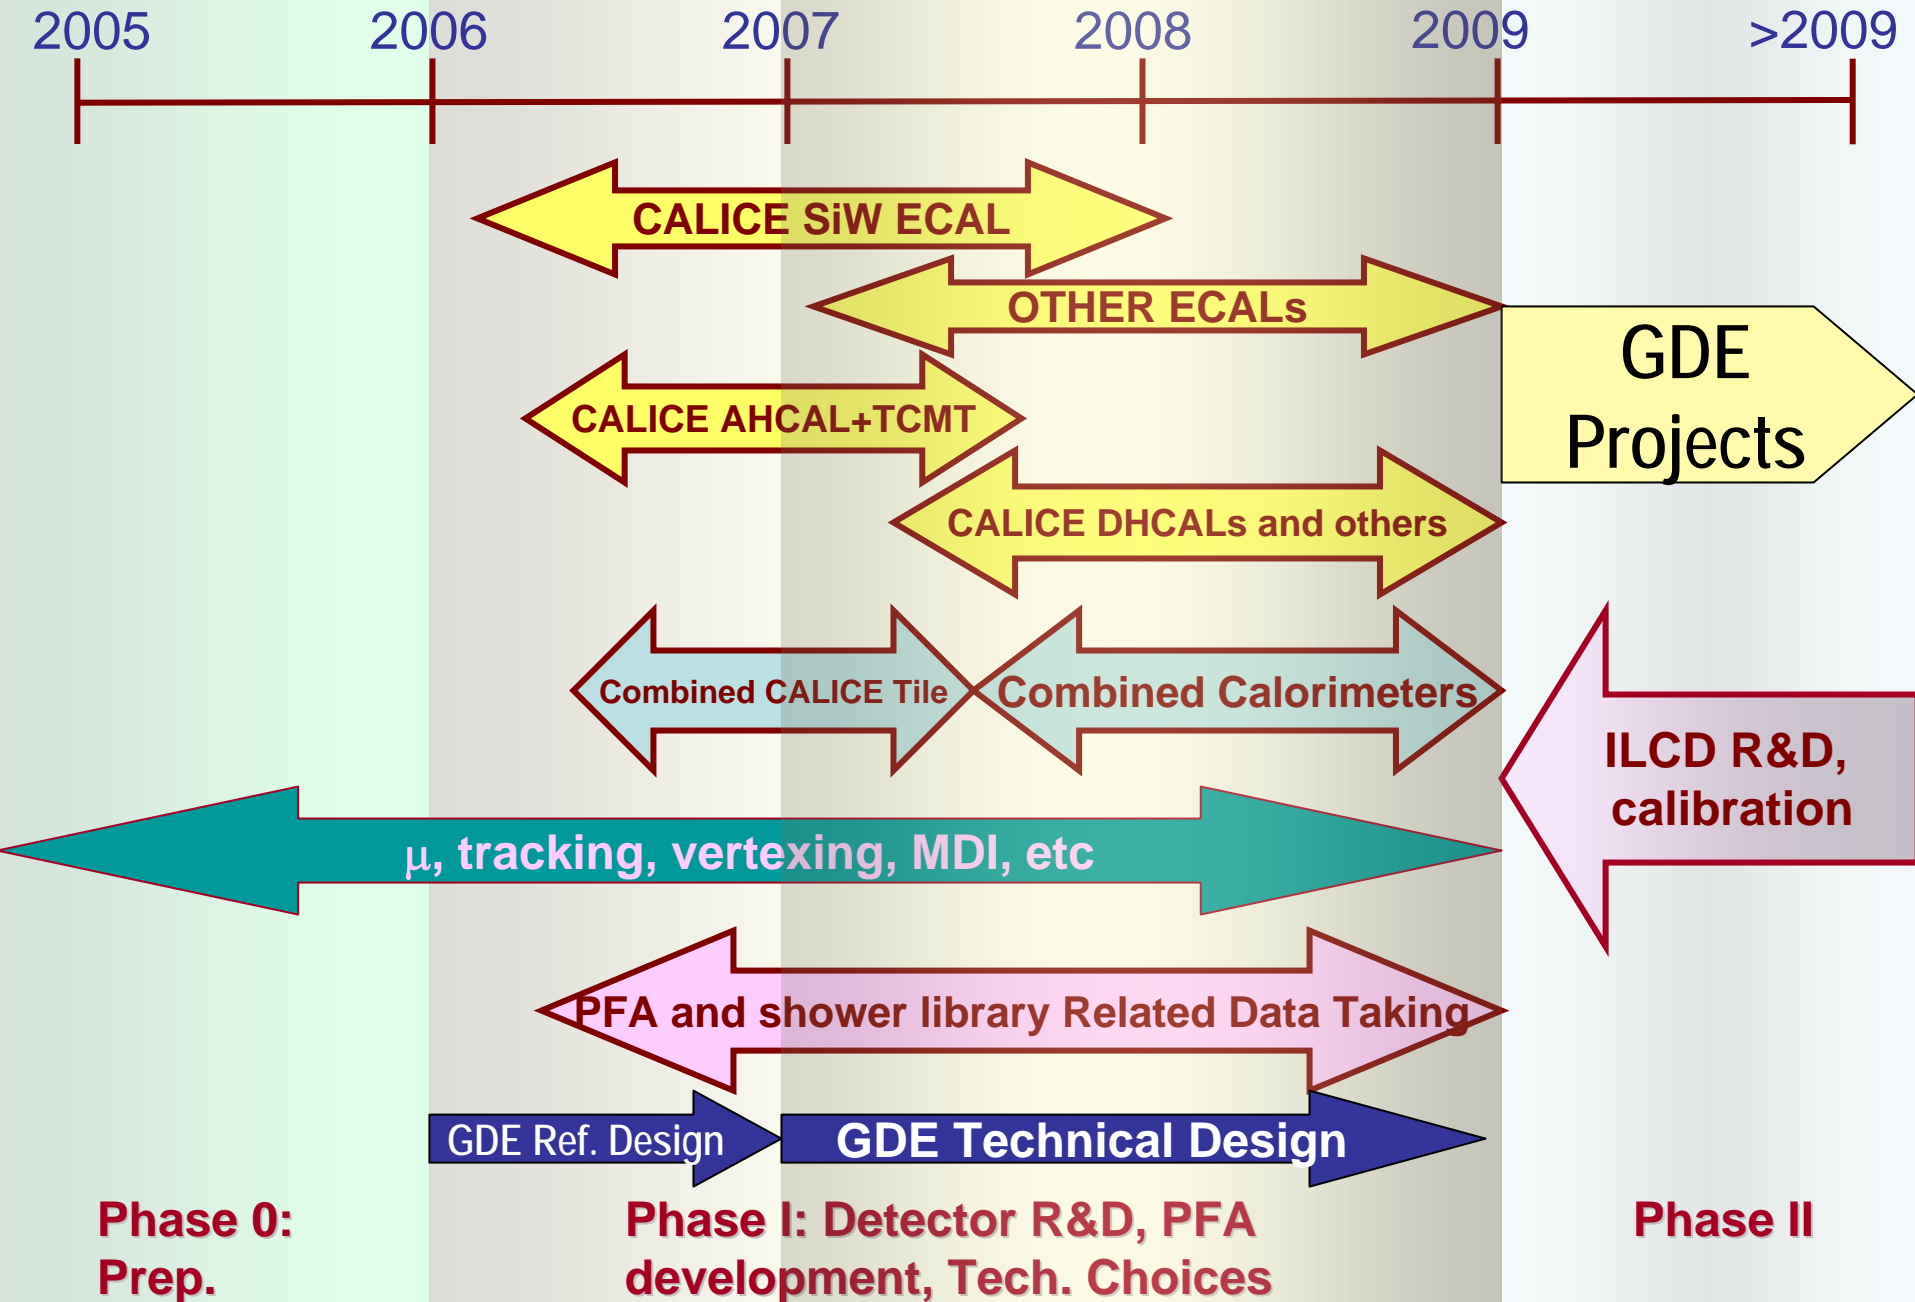 2005 2006 2007 2008 2009 >2009
CALICE SiW ECAL
OTHER ECALs
GDE
Projects
CALICE AHCAL+TCMT
CALICE DHCALs and others
Combined CALICE Tile
Combined Calorimeters
ILCD R&D,
calibration
μ, tracking, vertexing, MDI, etc
PFA and shower library Related Data Taking
GDE Ref. Design
GDE Technical Design
Phase 0:
Prep.
Phase I: Detector R&D, PFA
development, Tech. Choices
Phase II